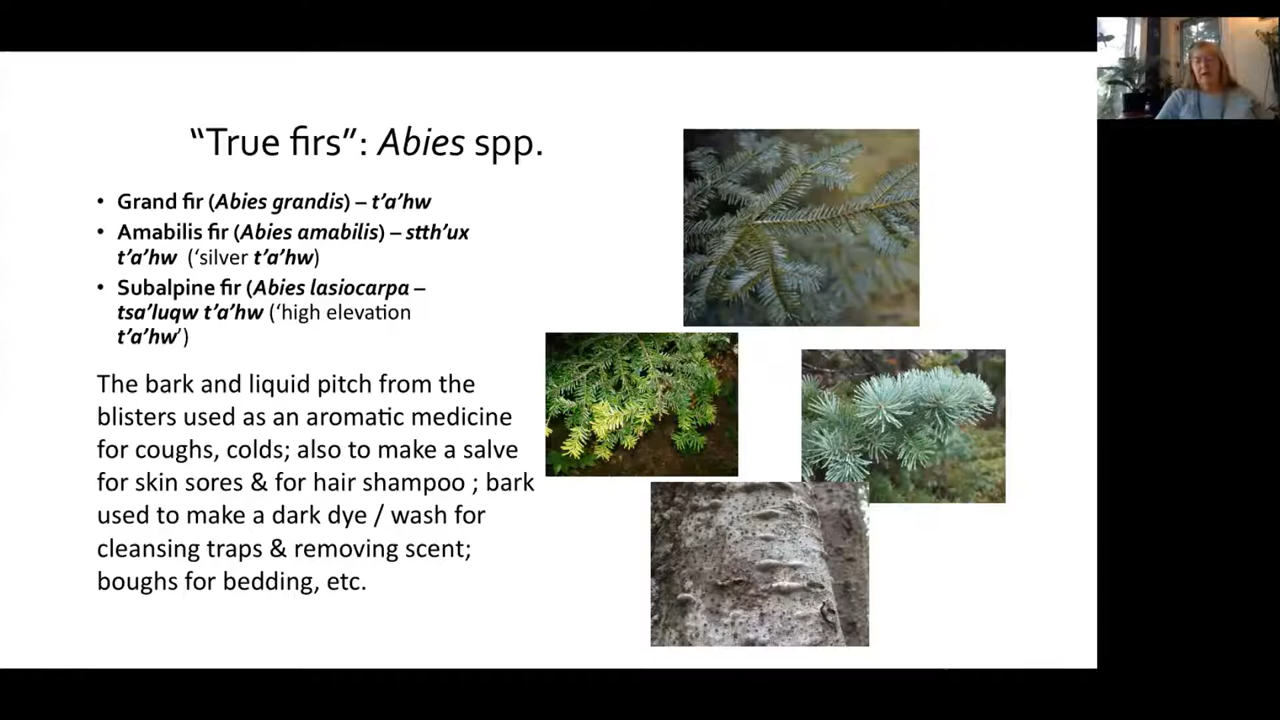 “True firs”: Abies spp.
• Grand fir (Abies grandis) – t’a’hw
• Amabilis fir (Abies amabilis) – stth’ux
t’a’hw (‘silver t’a’hw)
• Subalpine fir (Abies lasiocarpa –
tsa’luqw t’a’hw (‘high elevation
t’a’hw’)
The bark and liquid pitch from the
blisters used as an aromatic medicine
for coughs, colds; also to make a salve
for skin sores & for hair shampoo ; bark
used to make a dark dye / wash for
cleansing traps & removing scent;
boughs for bedding, etc.